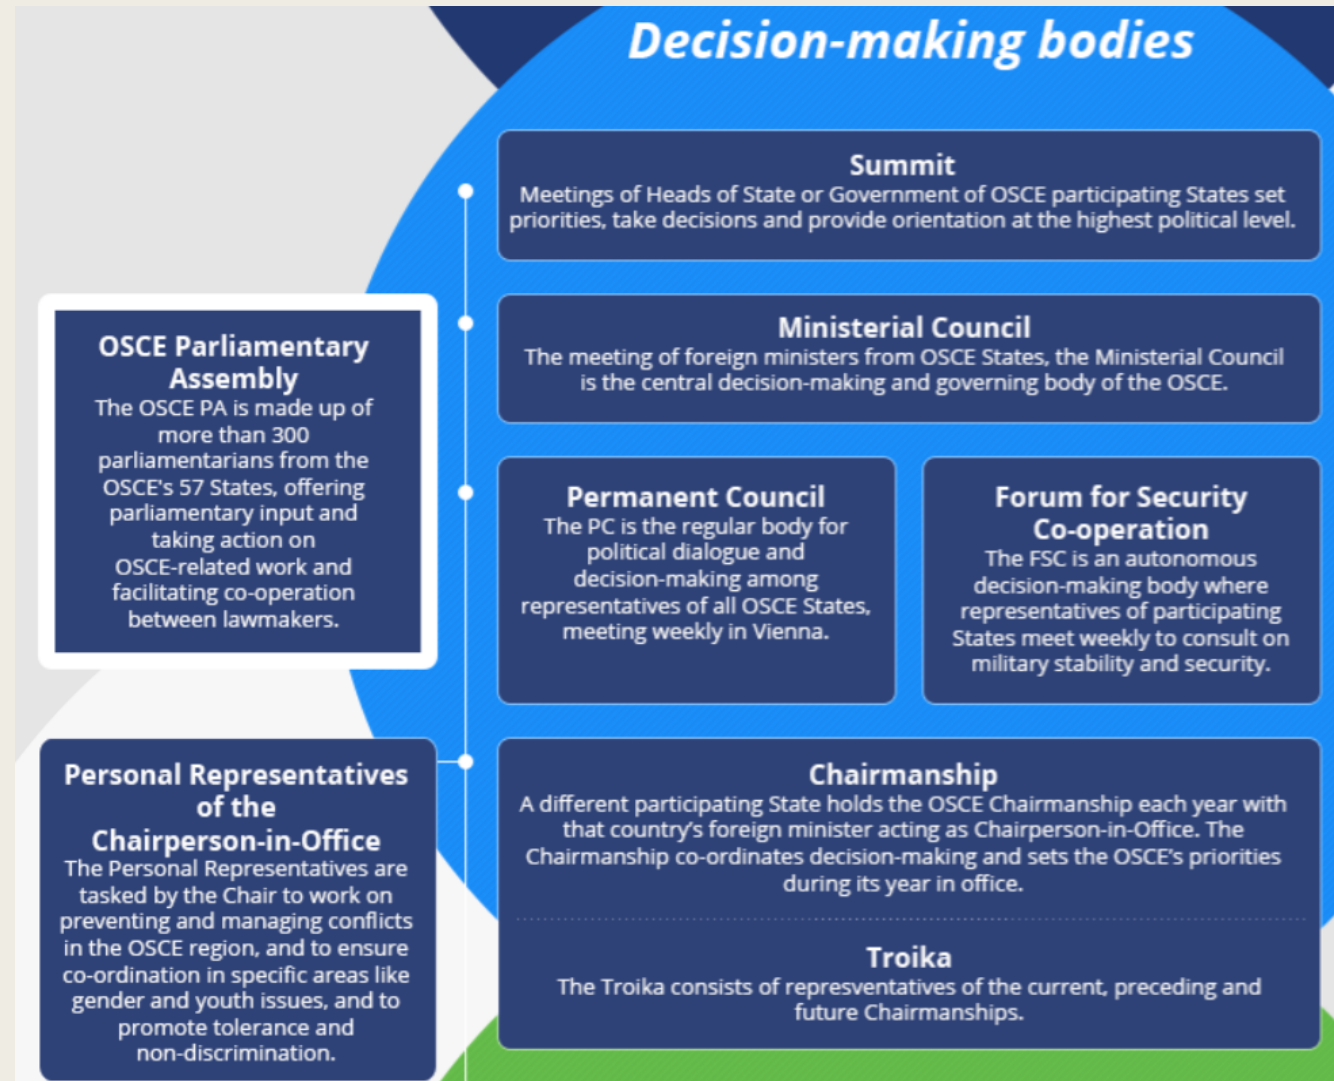 Decision-making bodies
Summit
Meetings of Heads of State or Government of OSCE participating States set
priorities, take decisions and provide orientation at the highest political level.
Ministerial Council
The meeting of foreign ministers from OSCE States, the Ministerial Council
is the central decision-making and governing body of the OSCE.
OSCE Parliamentary
Assembly
The OSCE PA is made up of
more than 300
parliamentarians from the
OSCE's 57 States, offering
parliamentary input and
taking action on
OSCE-related work and
facilitating co-operation
between lawmakers.
Permanent Council
The PC is the regular body for
political dialogue and
decision-making among
representatives of all OSCE States,
meeting weekly in Vienna.
Forum for Security
Co-operation
The FSC is an autonomous
decision-making body where
representatives of participating
States meet weekly to consult on
military stability and security.
Personal Representatives
of the
Chairperson-in-Office
The Personal Representatives are
tasked by the Chair to work on
preventing and managing conflicts
in the OSCE region, and to ensure
co-ordination in specific areas like
gender and youth issues, and to
promote tolerance and
non-discrimination.
Chairmanship
A different participating State holds the OSCE Chairmanship each year with
that country’s foreign minister acting as Chairperson-in-Office. The
Chairmanship co-ordinates decision-making and sets the OSCE’s priorities
during its year in office.
Troika
The Troika consists of represventatives of the current, preceding and
future Chairmanships.